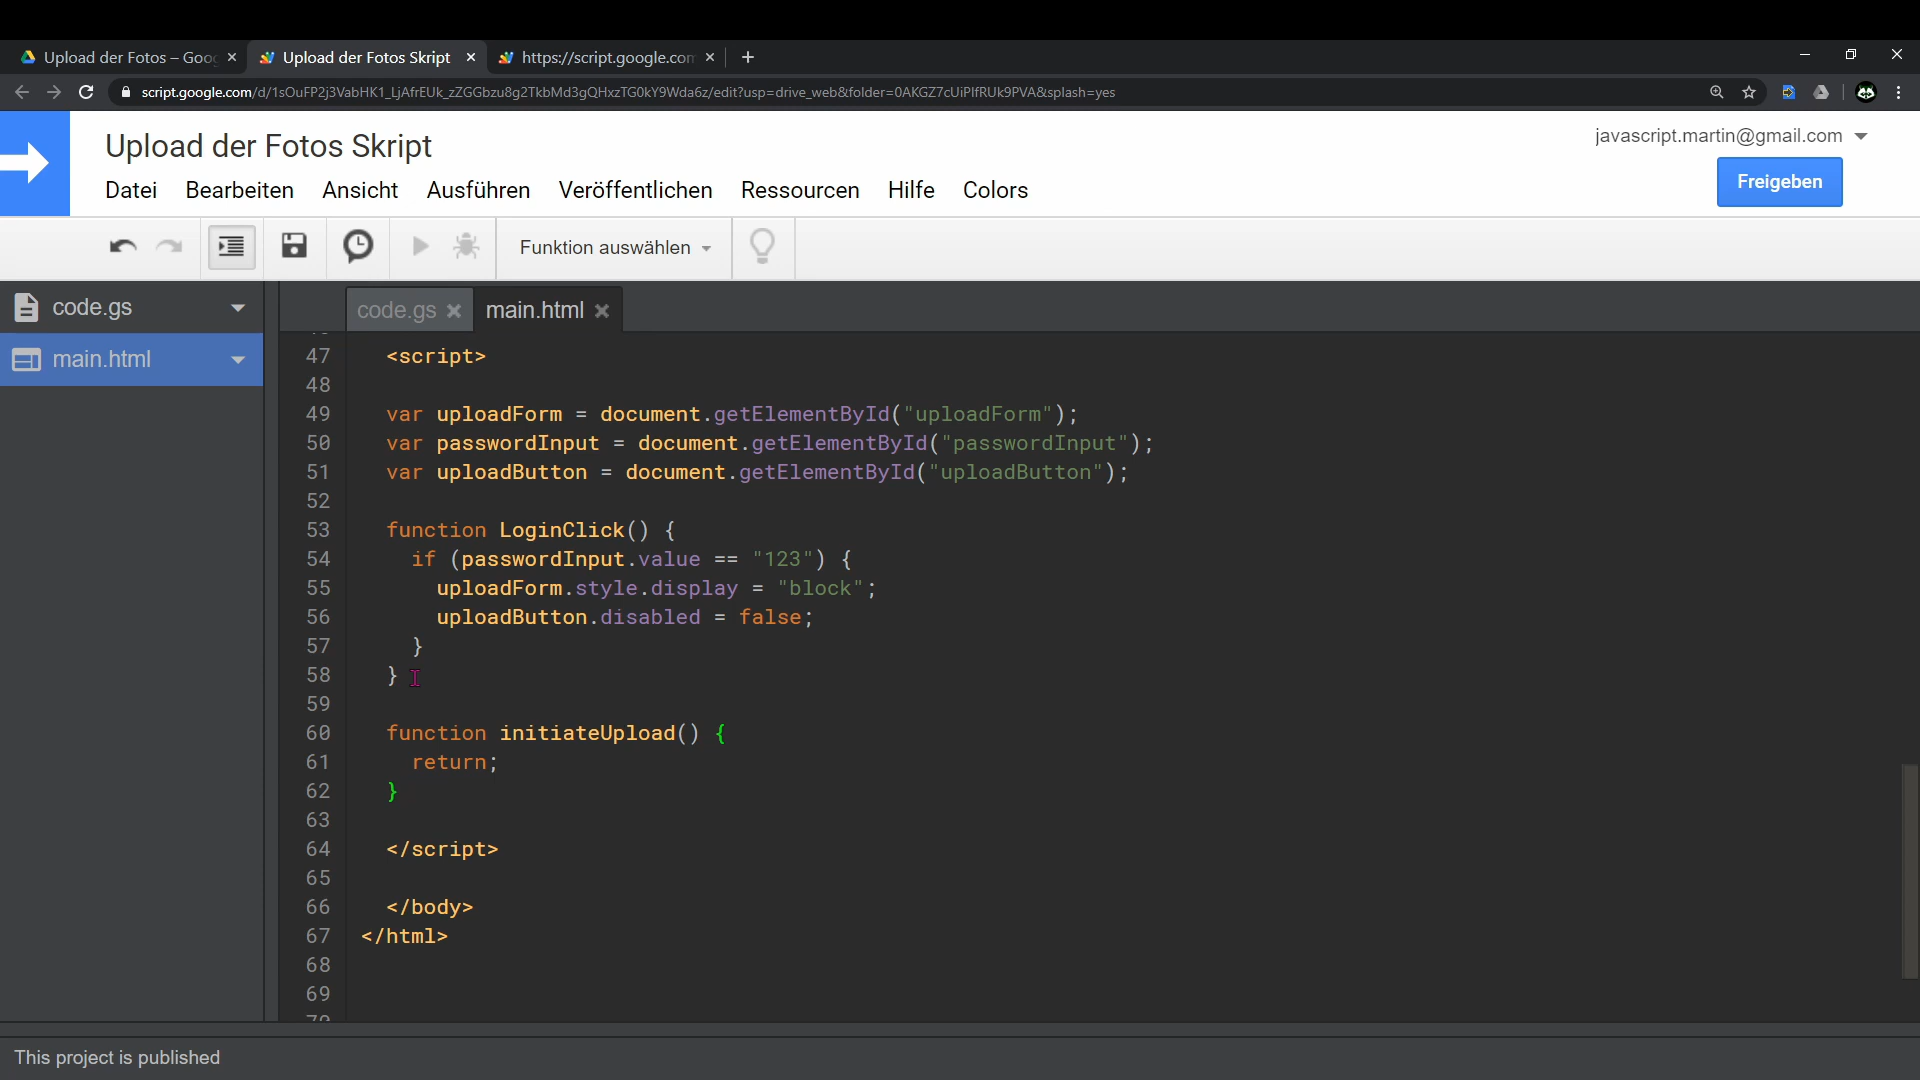 Upload der Fotos – Goog
Upload der Fotos Skript
https://script.google.com
script.google.com/d/1sOuFP2j3VabHK1_LjAfrEUk_zZGGbzu8g2TkbMd3gQHxzTG0kY9Wda6z/edit?usp=drive_web&folder=0AKGZ7cUiPlfRUk9PVA&splash=yes
Upload der Fotos Skript
javascript.martin@gmail.com
Datei Bearbeiten Ansicht Ausführen Veröffentlichen Ressourcen Hilfe Colors
Freigeben
Funktion auswählen
code.gs
main.html
code.gs main.html
47 <script>
48
49 var uploadForm = document.getElementById("uploadForm");
50 var passwordInput = document.getElementById("passwordInput");
51 var uploadButton = document.getElementById("uploadButton");
52
53 function LoginClick() {
54 if (passwordInput.value == "123") {
55 uploadForm.style.display = "block";
56 uploadButton.disabled = false;
57 }
58 }
59
60 function initiateUpload() {
61 return;
62 }
63
64 </script>
65
66 </body>
67 </html>
68
69
This project is published